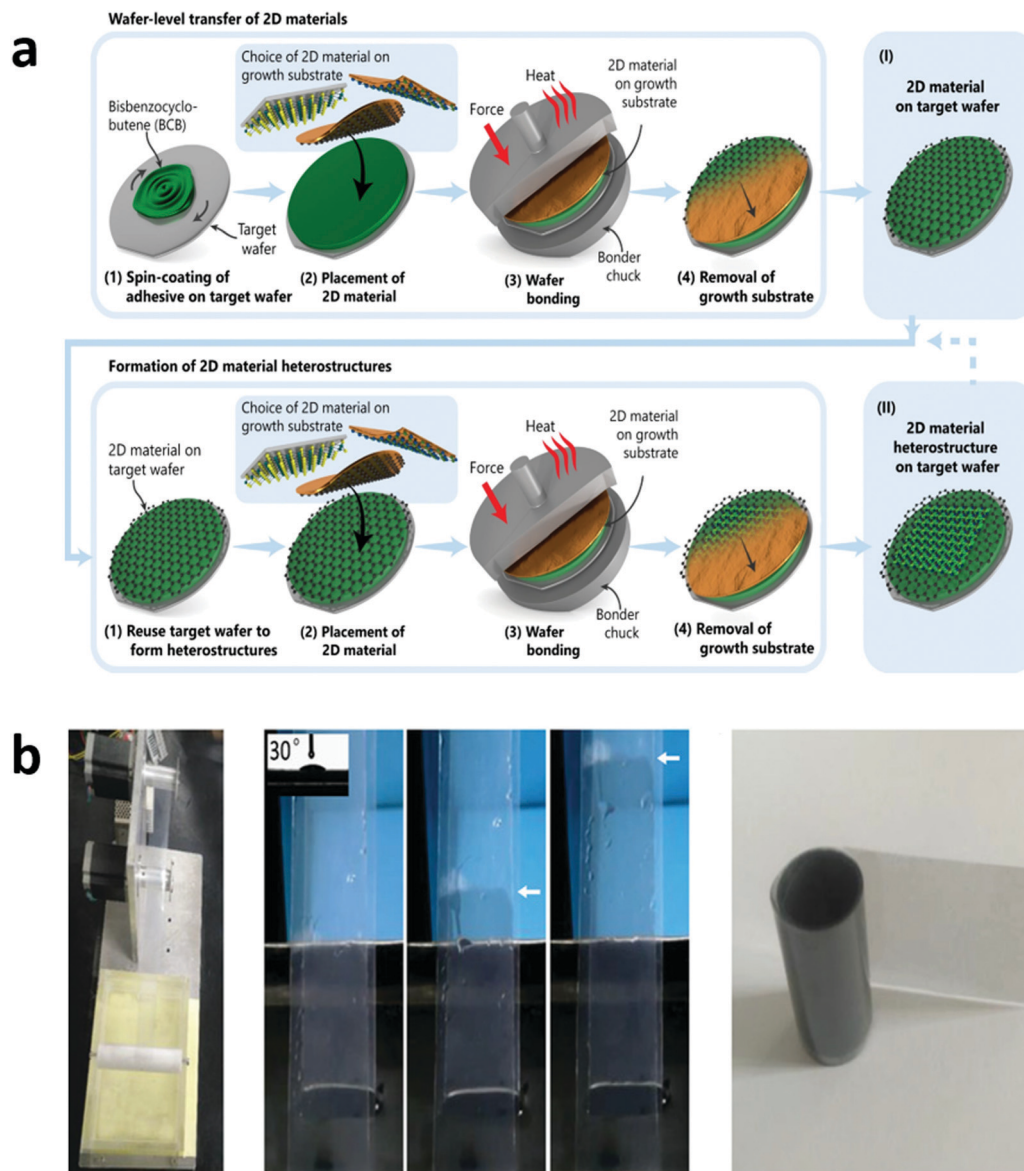 a
Wafer-level transfer of 2D materials
Bisbenzocyclo-
butene (BCB)
Choice of 2D material on
growth substrate
Heat
Force
2D material
on growth
substrate
Target
wafer
Bonder
chuck
(1) Spin-coating of
adhesive on target wafer
(2) Placement of
2D material
(3) Wafer
bonding
(4) Removal of
growth substrate
(I)
2D material
on target wafer
Formation of 2D material heterostructures
2D material on
target wafer
Choice of 2D material on
growth substrate
Heat
Force
2D material
on growth
substrate
Bonder
chuck
(1) Reuse target wafer to
form heterostructures
(2) Placement of
2D material
(3) Wafer
bonding
(4) Removal of
growth substrate
(II)
2D material
heterostructure
on target wafer
b
30°